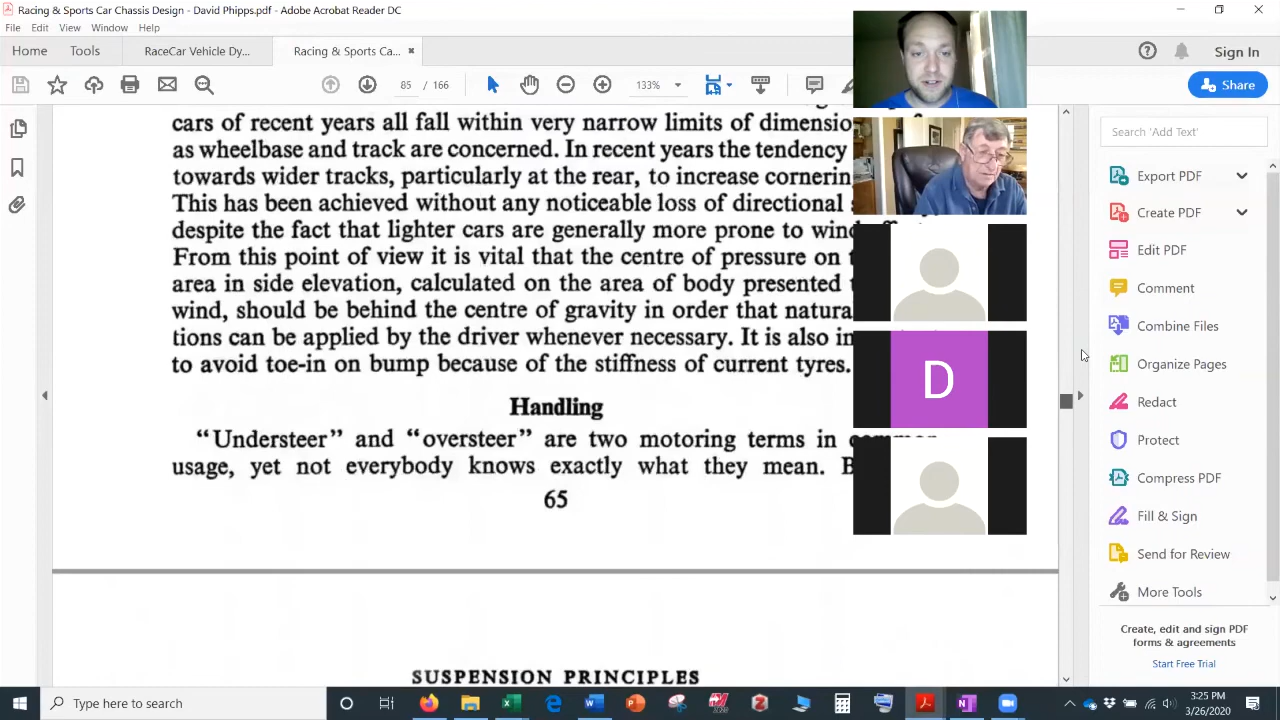 Racing & Sports Car Chassis Design - David Phipps.pdf - Adobe Acrobat Reader DC
File Edit View Window Help
Home Tools RaceCar Vehicle Dy... Racing & Sports Ca... Sign In
85 / 166 133% Share
cars of recent years all fall within very narrow limits of dimensio
as wheelbase and track are concerned. In recent years the tendency
towards wider tracks, particularly at the rear, to increase cornerin
This has been achieved without any noticeable loss of directional
despite the fact that lighter cars are generally more prone to wind
From this point of view it is vital that the centre of pressure on
area in side elevation, calculated on the area of body presented
wind, should be behind the centre of gravity in order that natura
tions can be applied by the driver whenever necessary. It is also in
to avoid toe-in on bump because of the stiffness of current tyres.
Handling
“Understeer” and “oversteer” are two motoring terms in common
usage, yet not everybody knows exactly what they mean. B
65
SUSPENSION PRINCIPLES
D
Search 'Add Text'
Export PDF
Create PDF
Edit PDF
Comment
Combine Files
Organize Pages
Redact
Protect
Compress PDF
Fill & Sign
Send for Review
More Tools
Create, edit and sign PDF
forms & agreements
Start Free Trial
Type here to search
3:25 PM
3/26/2020